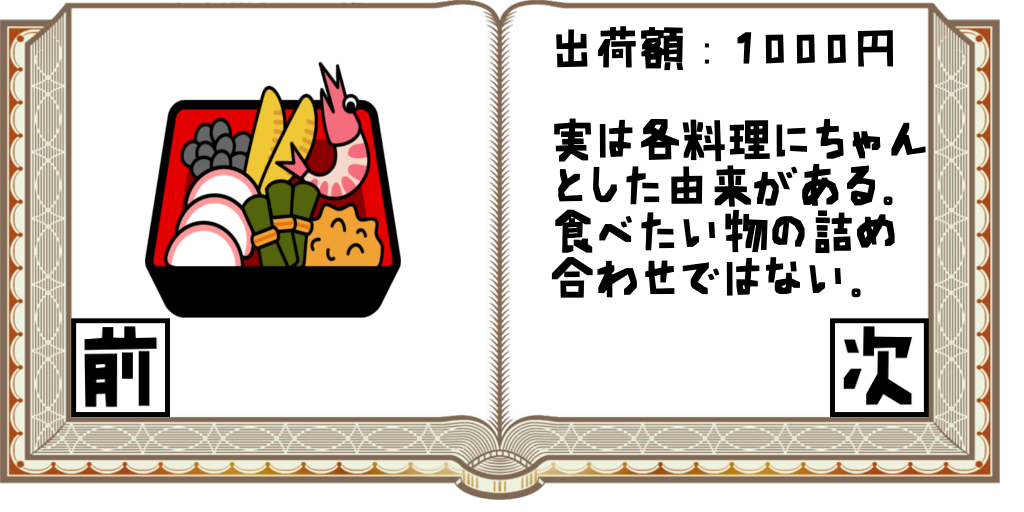 出荷額：1000円
実は各料理にちゃん
とした由来がある。
食べたい物の詰め
合わせではない。
前
次